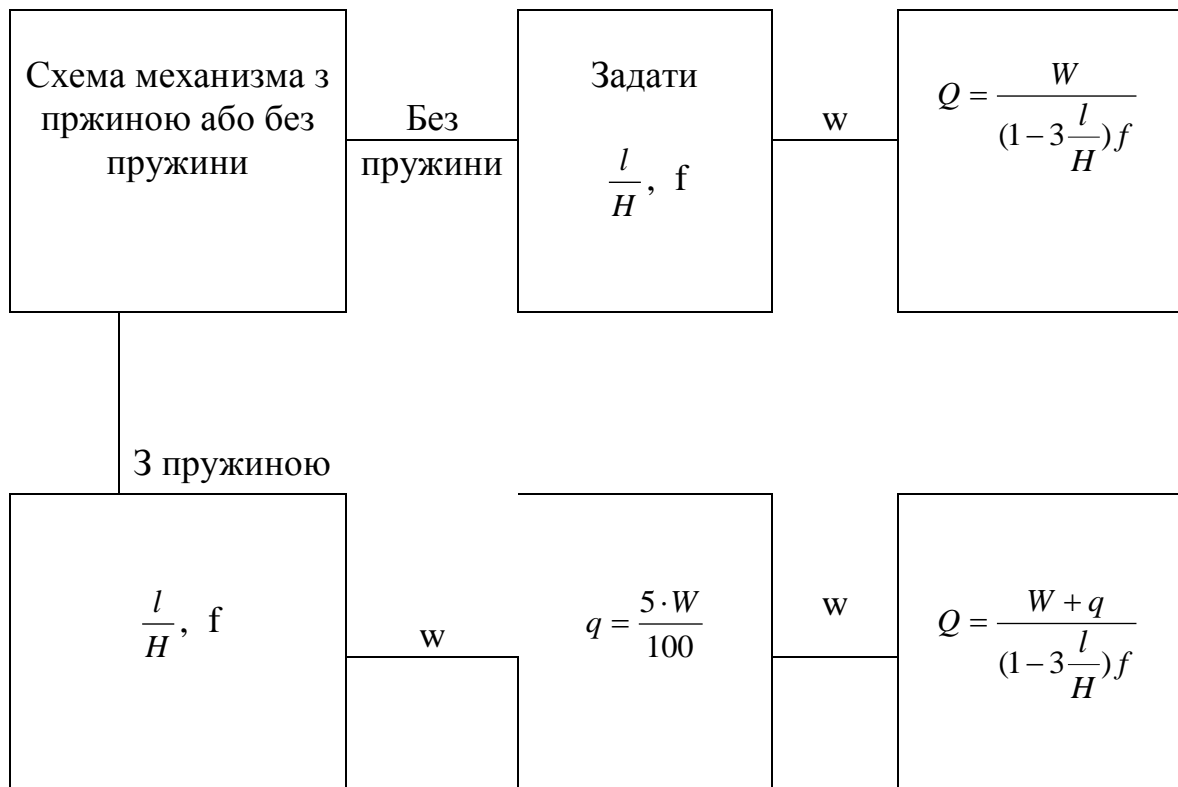 Схема механизма з
пржиною або без
пружини
Без
пружини
Задати
l/H, f
w
Q = W / ((1 − 3 l/H) f)
З пружиною
l/H, f
w
q = 5·W / 100
w
Q = (W + q) / ((1 − 3 l/H) f)